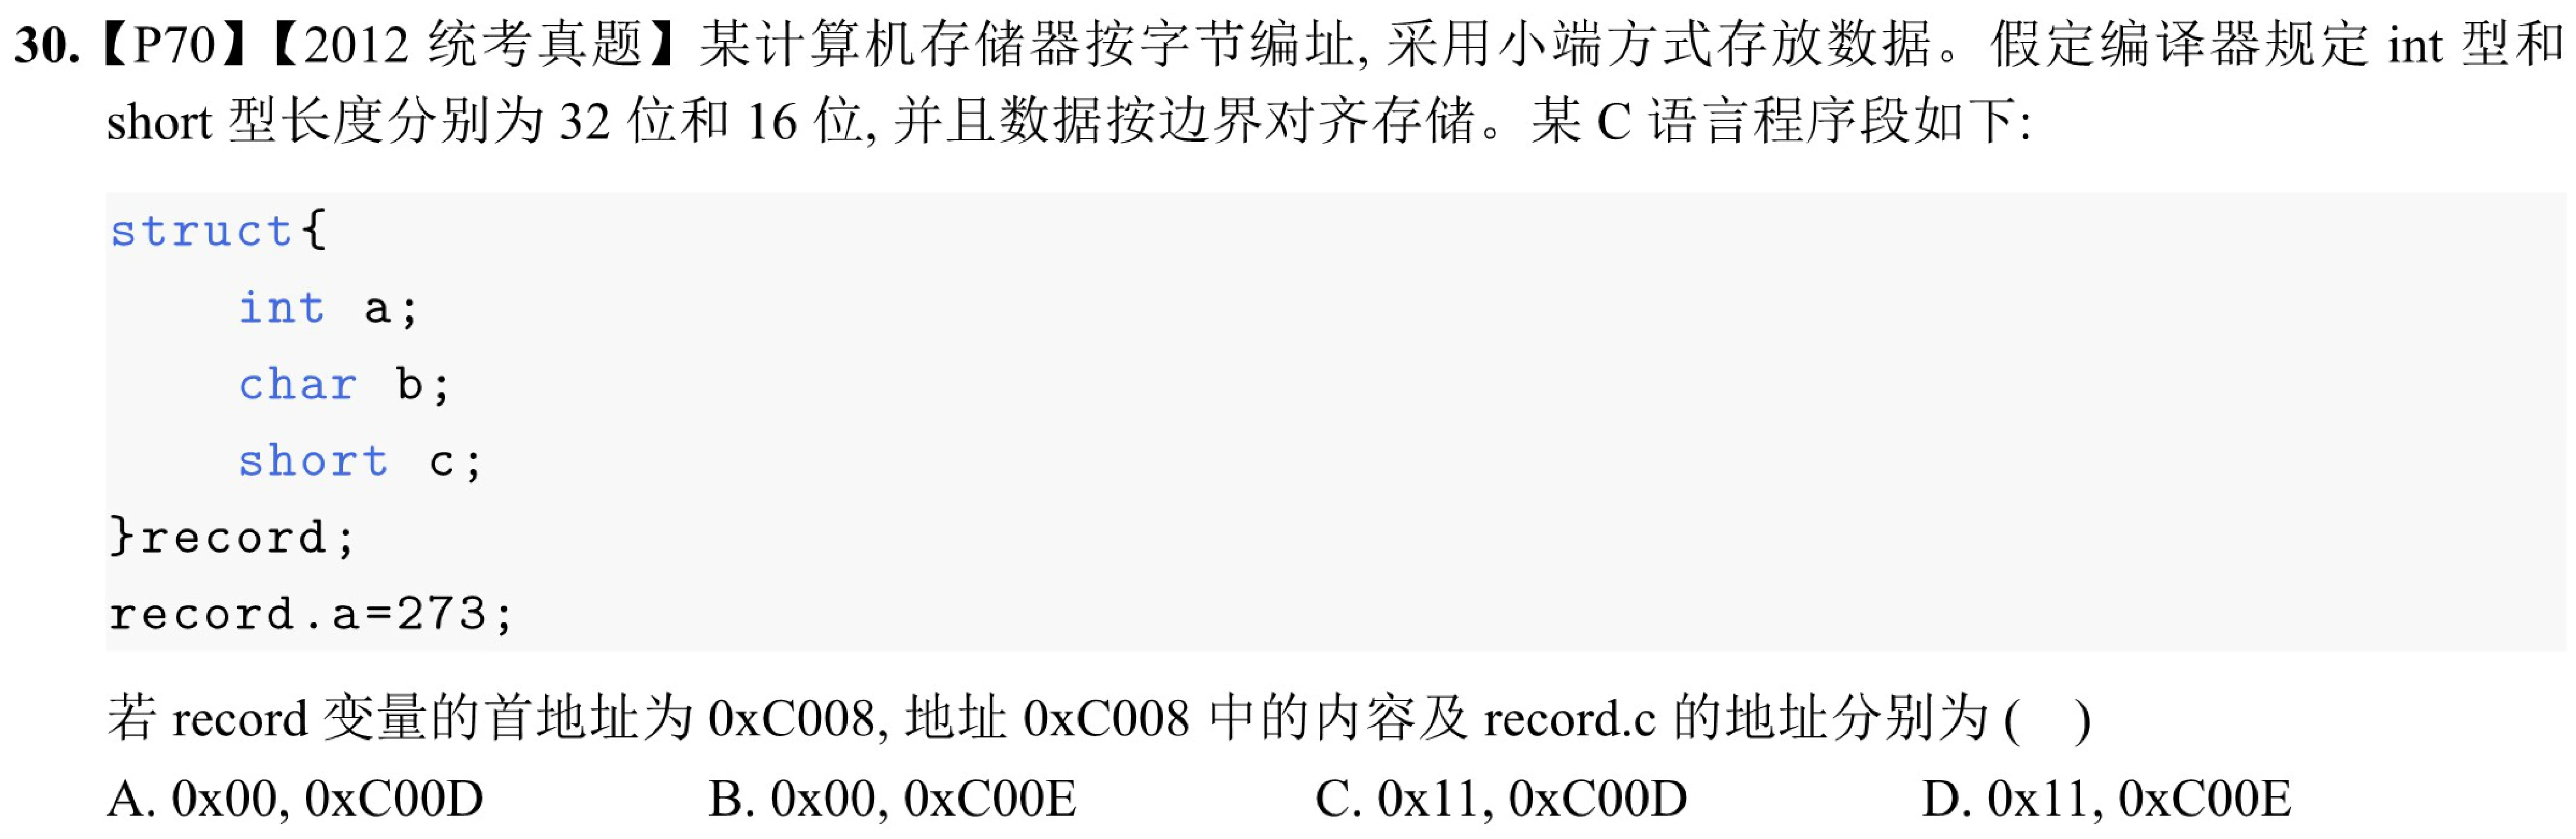 30.【P70】【2012 统考真题】某计算机存储器按字节编址, 采用小端方式存放数据。假定编译器规定 int 型和
short 型长度分别为 32 位和 16 位, 并且数据按边界对齐存储。某 C 语言程序段如下:
struct{
    int a;
    char b;
    short c;
}record;
record.a=273;
若 record 变量的首地址为 0xC008, 地址 0xC008 中的内容及 record.c 的地址分别为 (   )
A. 0x00, 0xC00D    B. 0x00, 0xC00E    C. 0x11, 0xC00D    D. 0x11, 0xC00E